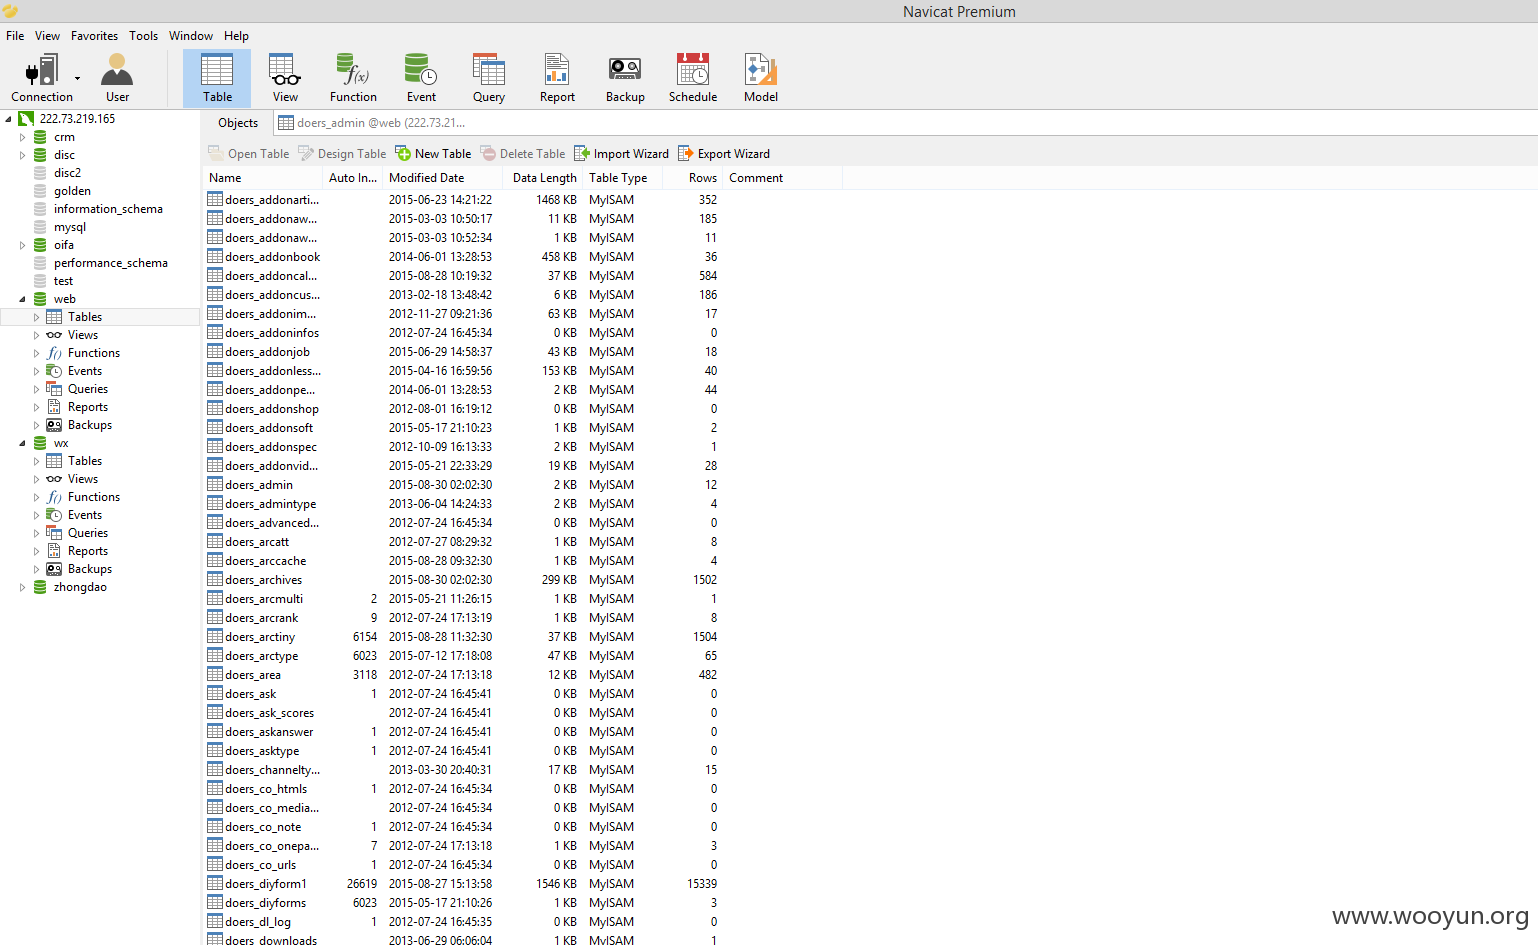 Navicat Premium
File View Favorites Tools Window Help
Connection User Table View Function Event Query Report Backup Schedule Model
222.73.219.165
crm
disc
disc2
golden
information_schema
mysql
oifa
performance_schema
test
web
Tables
Views
Functions
Events
Queries
Reports
Backups
wx
Tables
Views
Functions
Events
Queries
Reports
Backups
zhongdao
Objects doers_admin @web (222.73.21...
Open Table Design Table New Table Delete Table Import Wizard Export Wizard
Name Auto In... Modified Date Data Length Table Type Rows Comment
doers_addonarti... 2015-06-23 14:21:22 1468 KB MyISAM 352
doers_addonaw... 2015-03-03 10:50:17 11 KB MyISAM 185
doers_addonaw... 2015-03-03 10:52:34 1 KB MyISAM 11
doers_addonbook 2014-06-01 13:28:53 458 KB MyISAM 36
doers_addoncal... 2015-08-28 10:19:32 37 KB MyISAM 584
doers_addoncus... 2013-02-18 13:48:42 6 KB MyISAM 186
doers_addonim... 2012-11-27 09:21:36 63 KB MyISAM 17
doers_addoninfos 2012-07-24 16:45:34 0 KB MyISAM 0
doers_addonjob 2015-06-29 14:58:37 43 KB MyISAM 18
doers_addonless... 2015-04-16 16:59:56 153 KB MyISAM 40
doers_addonpe... 2014-06-01 13:28:53 2 KB MyISAM 44
doers_addonshop 2012-08-01 16:19:12 0 KB MyISAM 0
doers_addonsoft 2015-05-17 21:10:23 1 KB MyISAM 2
doers_addonspec 2012-10-09 16:13:33 2 KB MyISAM 1
doers_addonvid... 2015-05-21 22:33:29 19 KB MyISAM 28
doers_admin 2015-08-30 02:02:30 2 KB MyISAM 12
doers_admintype 2013-06-04 14:24:33 2 KB MyISAM 4
doers_advanced... 2012-07-24 16:45:34 0 KB MyISAM 0
doers_arcatt 2012-07-27 08:29:32 1 KB MyISAM 8
doers_arccache 2015-08-28 09:32:30 1 KB MyISAM 4
doers_archives 2015-08-30 02:02:30 299 KB MyISAM 1502
doers_arcmulti 2 2015-05-21 11:26:15 1 KB MyISAM 1
doers_arcrank 9 2012-07-24 17:13:19 1 KB MyISAM 8
doers_arctiny 6154 2015-08-28 11:32:30 37 KB MyISAM 1504
doers_arctype 6023 2015-07-12 17:18:08 47 KB MyISAM 65
doers_area 3118 2012-07-24 17:13:18 12 KB MyISAM 482
doers_ask 1 2012-07-24 16:45:41 0 KB MyISAM 0
doers_ask_scores 2012-07-24 16:45:41 0 KB MyISAM 0
doers_askanswer 1 2012-07-24 16:45:41 0 KB MyISAM 0
doers_asktype 1 2012-07-24 16:45:41 0 KB MyISAM 0
doers_channelty... 2013-03-30 20:40:31 17 KB MyISAM 15
doers_co_htmls 1 2012-07-24 16:45:34 0 KB MyISAM 0
doers_co_media... 2012-07-24 16:45:34 0 KB MyISAM 0
doers_co_note 1 2012-07-24 16:45:34 0 KB MyISAM 0
doers_co_onepa... 7 2012-07-24 17:13:18 1 KB MyISAM 3
doers_co_urls 1 2012-07-24 16:45:34 0 KB MyISAM 0
doers_diyform1 26619 2015-08-27 15:13:58 1546 KB MyISAM 15339
doers_diyforms 6023 2015-05-17 21:10:26 1 KB MyISAM 3
doers_dl_log 1 2012-07-24 16:45:35 0 KB MyISAM 0
doers_downloads 2013-06-29 06:06:04 1 KB MyISAM 1
www.wooyun.org